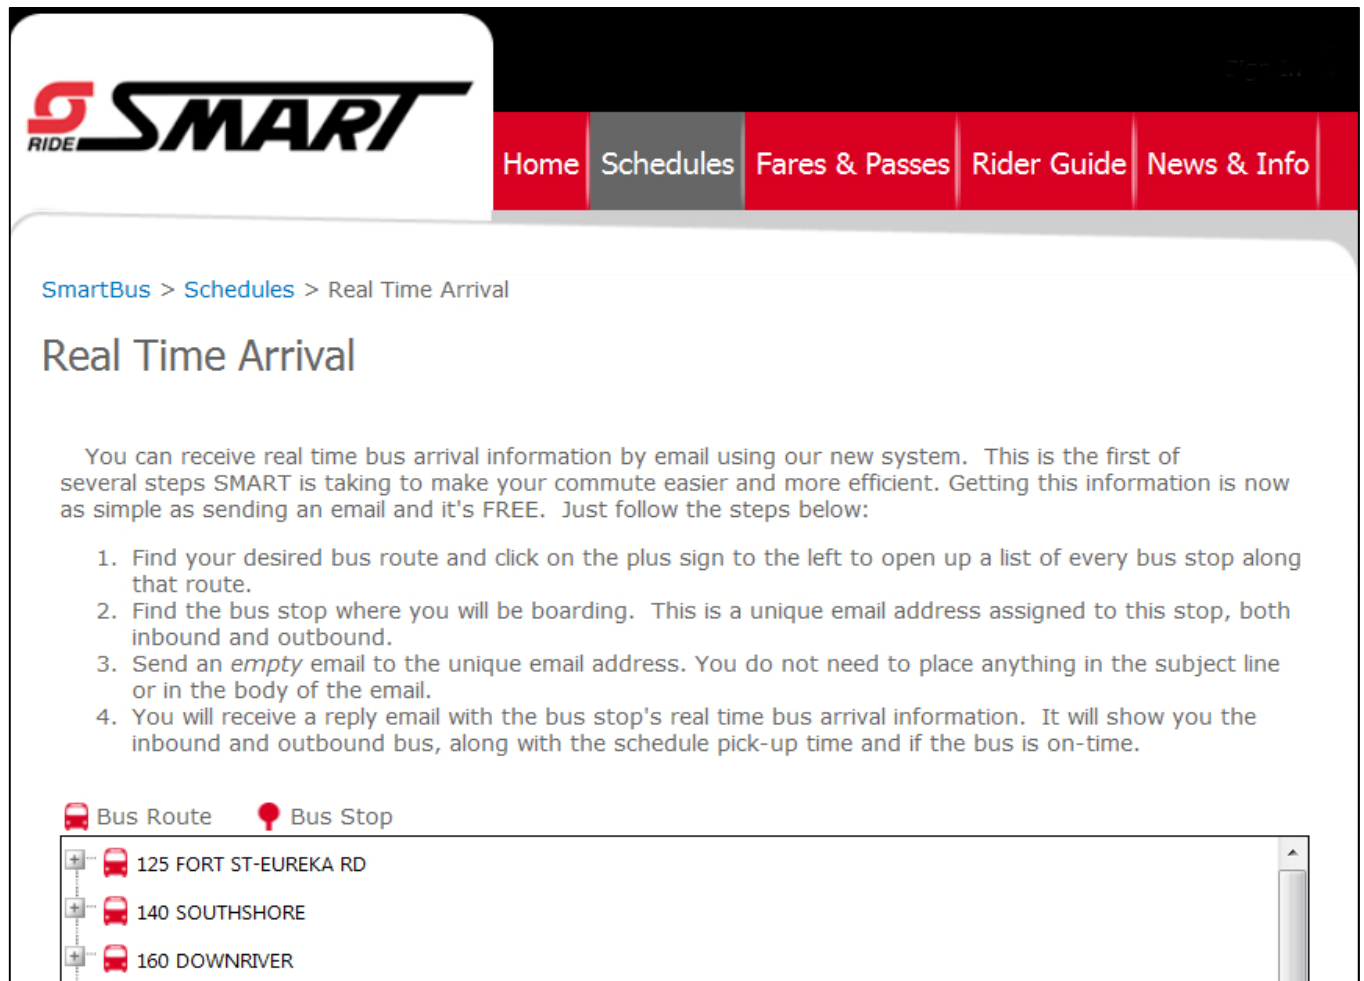 RIDE SMART
Sign In
Home Schedules Fares & Passes Rider Guide News & Info
SmartBus > Schedules > Real Time Arrival
Real Time Arrival
You can receive real time bus arrival information by email using our new system.  This is the first of
several steps SMART is taking to make your commute easier and more efficient. Getting this information is now
as simple as sending an email and it's FREE.  Just follow the steps below:
1. Find your desired bus route and click on the plus sign to the left to open up a list of every bus stop along
that route.
2. Find the bus stop where you will be boarding.  This is a unique email address assigned to this stop, both
inbound and outbound.
3. Send an empty email to the unique email address. You do not need to place anything in the subject line
or in the body of the email.
4. You will receive a reply email with the bus stop's real time bus arrival information.  It will show you the
inbound and outbound bus, along with the schedule pick-up time and if the bus is on-time.
Bus Route Bus Stop
125 FORT ST-EUREKA RD
140 SOUTHSHORE
160 DOWNRIVER